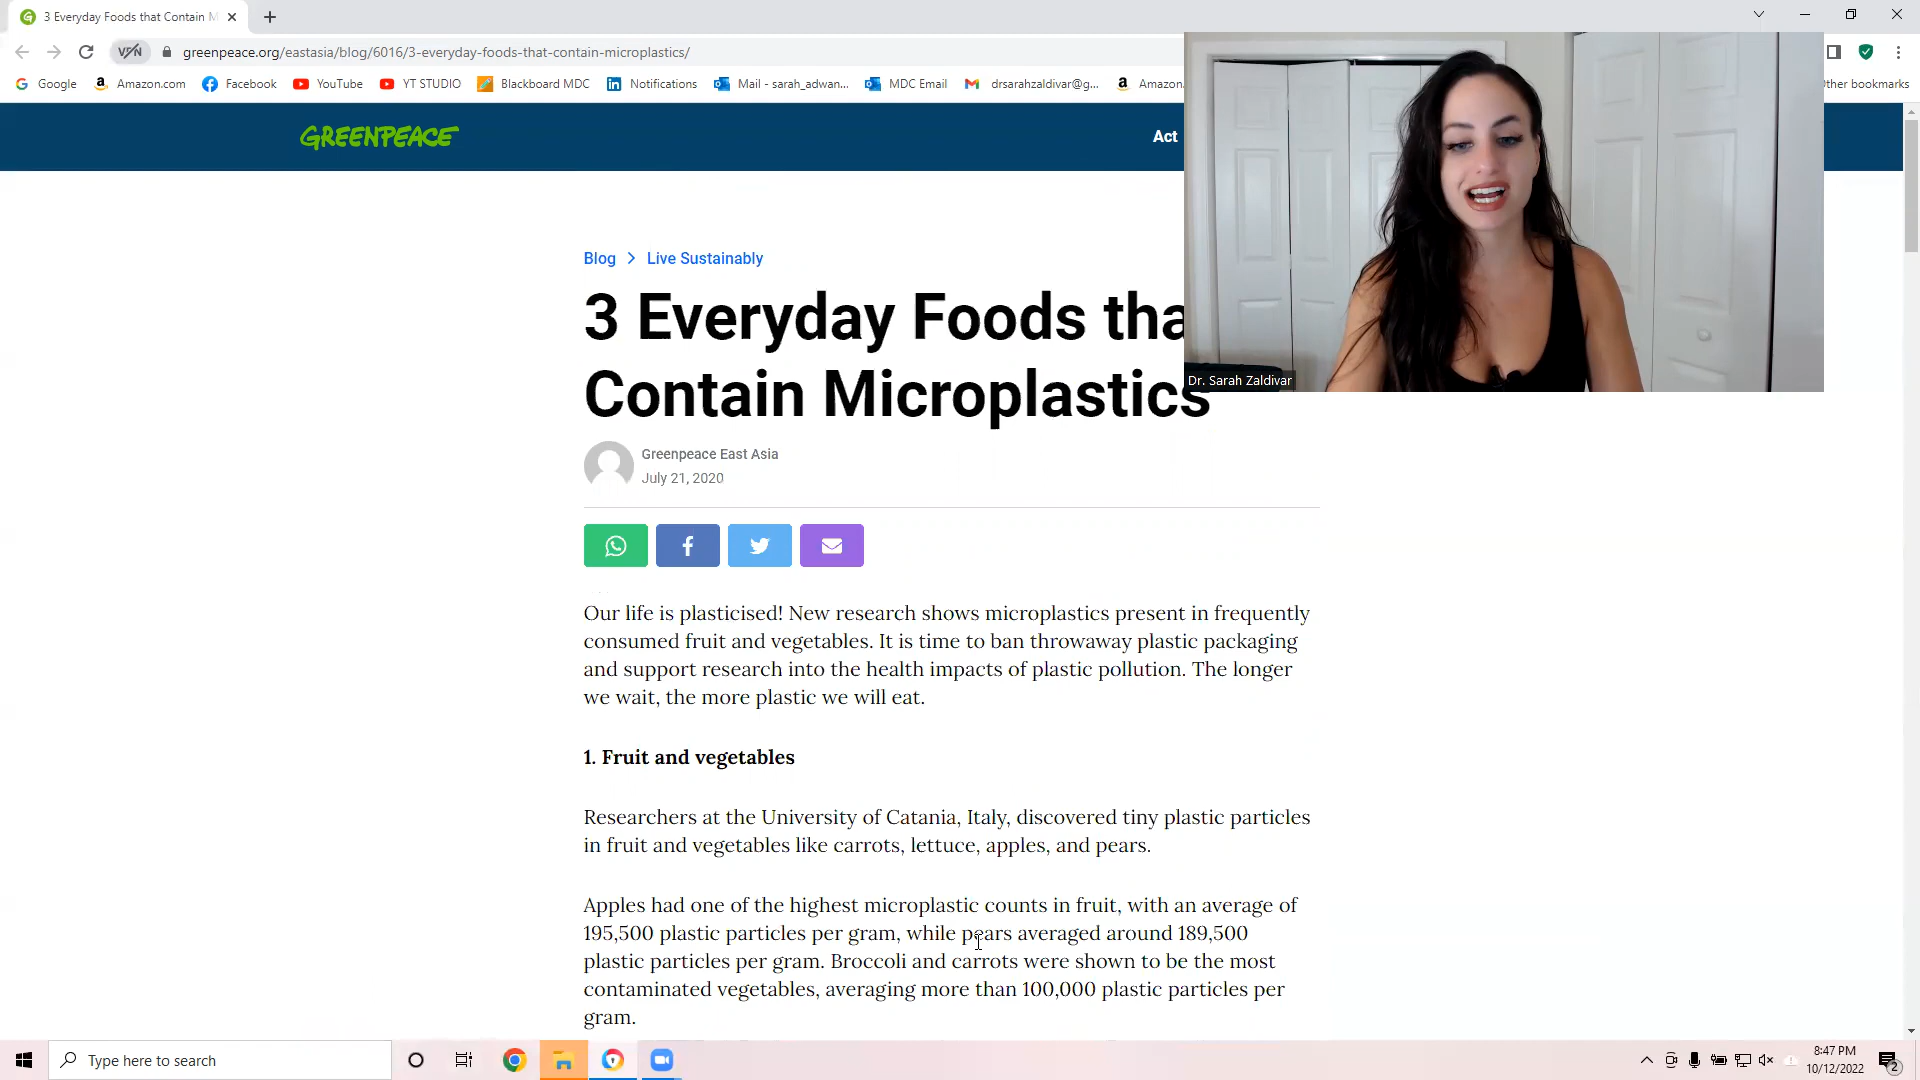 3 Everyday Foods that Contain M
greenpeace.org/eastasia/blog/6016/3-everyday-foods-that-contain-microplastics/
Google Amazon.com Facebook YouTube YT STUDIO Blackboard MDC Notifications Mail - sarah_adwan... MDC Email drsarahzaldivar@g... Amazon. ther bookmarks
GREENPEACE
Act
Blog > Live Sustainably
3 Everyday Foods tha
Contain Microplastics
Dr. Sarah Zaldivar
Greenpeace East Asia
July 21, 2020
Our life is plasticised! New research shows microplastics present in frequently
consumed fruit and vegetables. It is time to ban throwaway plastic packaging
and support research into the health impacts of plastic pollution. The longer
we wait, the more plastic we will eat.
1. Fruit and vegetables
Researchers at the University of Catania, Italy, discovered tiny plastic particles
in fruit and vegetables like carrots, lettuce, apples, and pears.
Apples had one of the highest microplastic counts in fruit, with an average of
195,500 plastic particles per gram, while pears averaged around 189,500
plastic particles per gram. Broccoli and carrots were shown to be the most
contaminated vegetables, averaging more than 100,000 plastic particles per
gram.
Type here to search
8:47 PM
10/12/2022
2